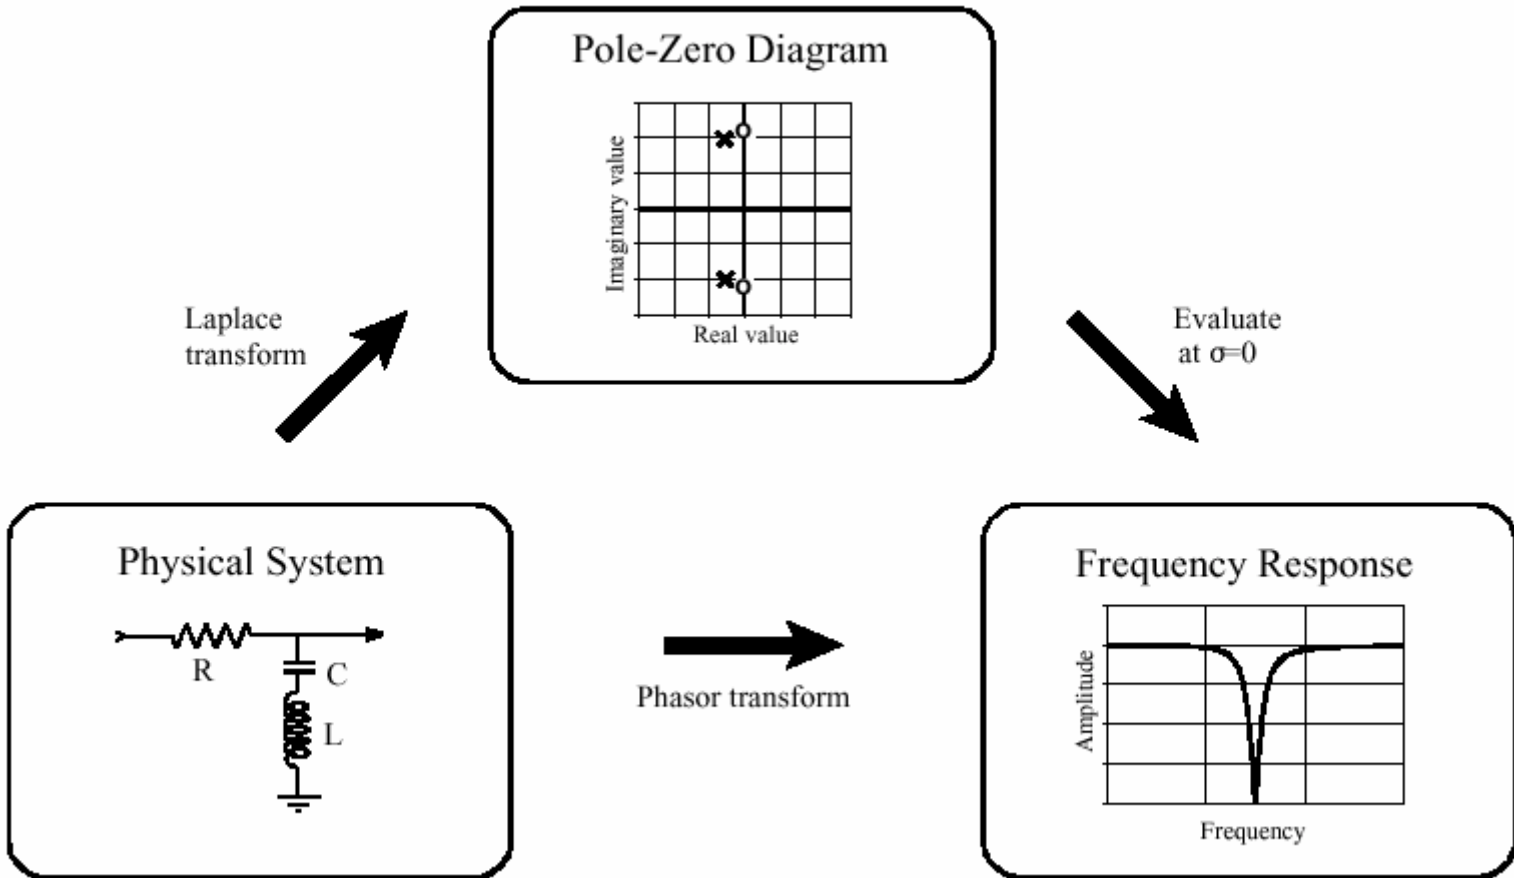 Pole-Zero Diagram
Imaginary value
Real value
Laplace
transform
Evaluate
at σ=0
Physical System
R
C
L
Phasor transform
Frequency Response
Amplitude
Frequency